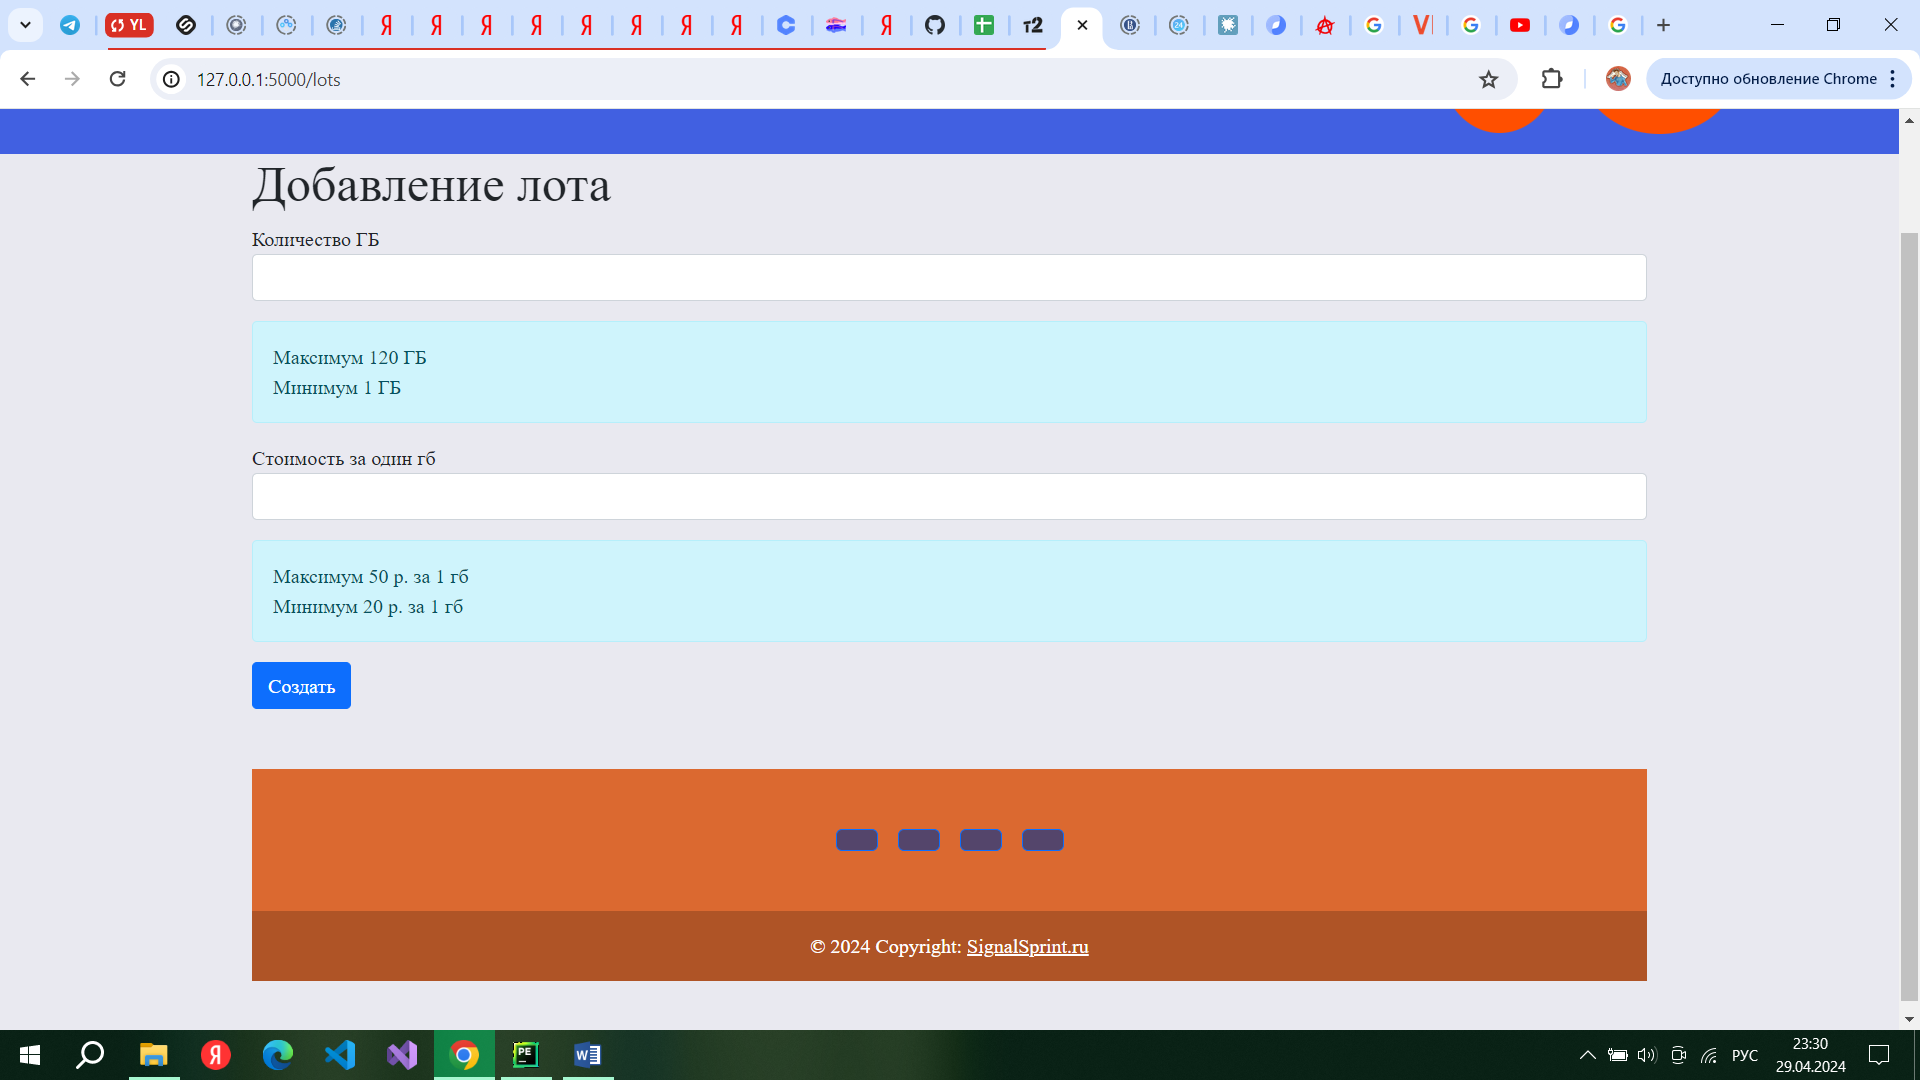 YL
т2
127.0.0.1:5000/lots
Доступно обновление Chrome
Добавление лота
Количество ГБ
Максимум 120 ГБ
Минимум 1 ГБ
Стоимость за один гб
Максимум 50 р. за 1 гб
Минимум 20 р. за 1 гб
Создать
© 2024 Copyright: SignalSprint.ru
РУС
23:30
29.04.2024